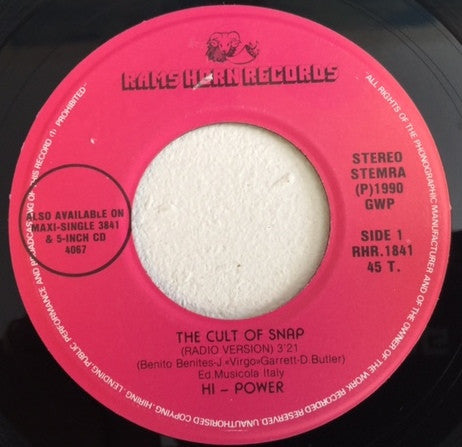 RAMS HORN RECORDS
ALL RIGHTS OF THE PHONOGRAPHIC MANUFACTURER AND OF THE OWNER OF THE WORK RECORDED RESERVED. UNAUTHORISED COPYING-HIRING-LENDING-PUBLIC PERFORMANCE AND BROADCASTING OF THIS RECORD (1) PROHIBITED
ALSO AVAILABLE ON
MAXI-SINGLE 3841
& 5-INCH CD
4067
STEREO
STEMRA
(P)1990
GWP
SIDE 1
RHR.1841
45 T.
THE CULT OF SNAP
(RADIO VERSION) 3'21
(Benito Benites-J.«Virgo»Garrett-D.Butler)
Ed.Musicola Italy
HI - POWER